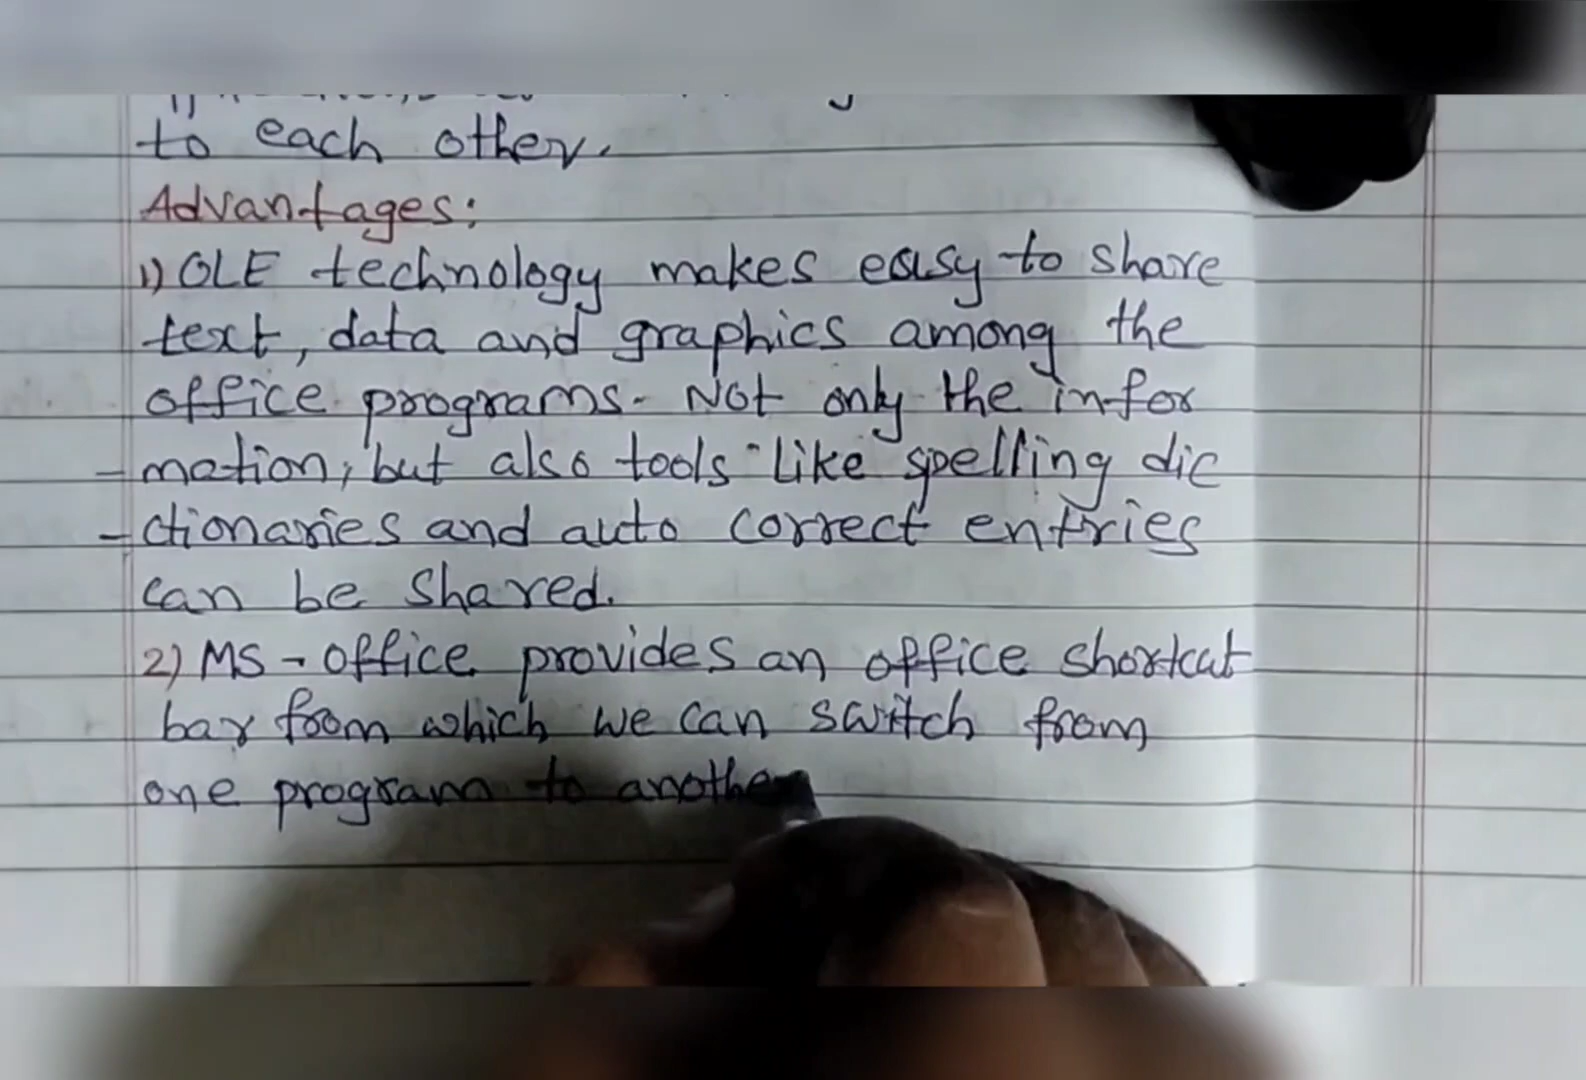 to each other.
Advantages:
1) OLE technology makes easy to share
text, data and graphics among the
office programs. Not only the infor
-mation, but also tools like spelling dic
-ctionaries and auto correct entries
can be shared.
2) MS-office provides an office shortcut
bar from which we can switch from
one program to another